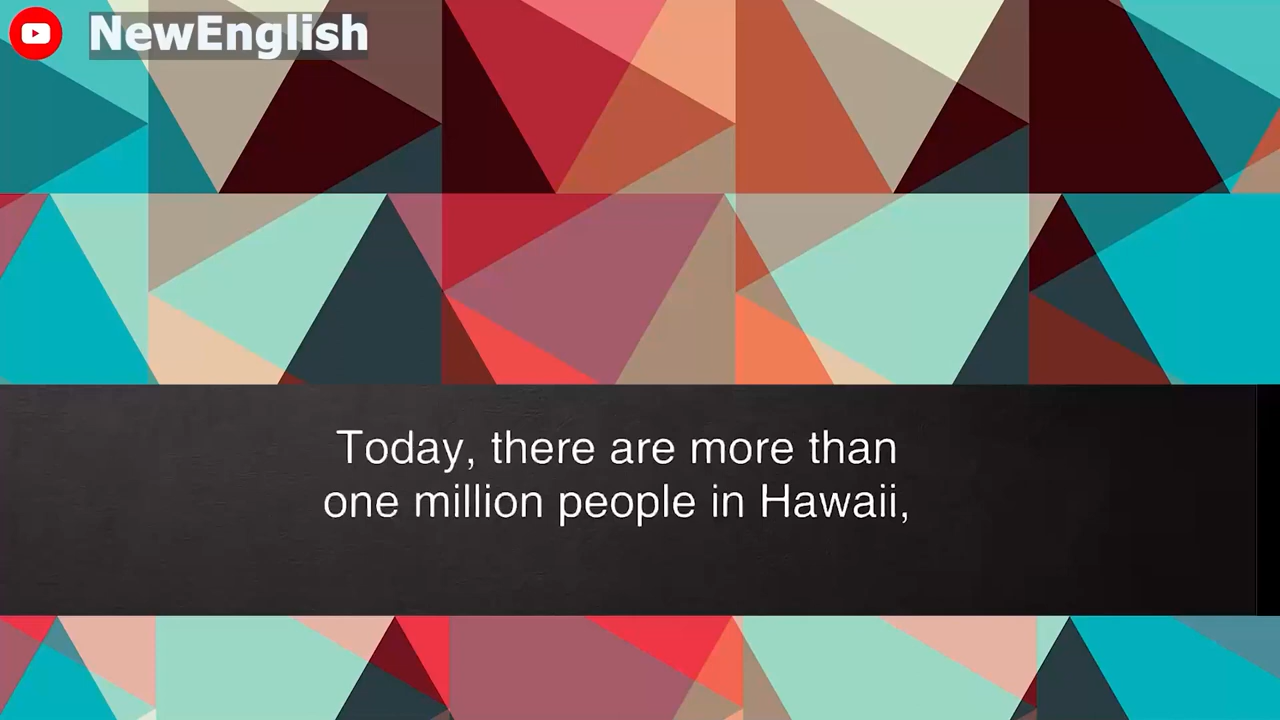 NewEnglish
Today, there are more than
one million people in Hawaii,